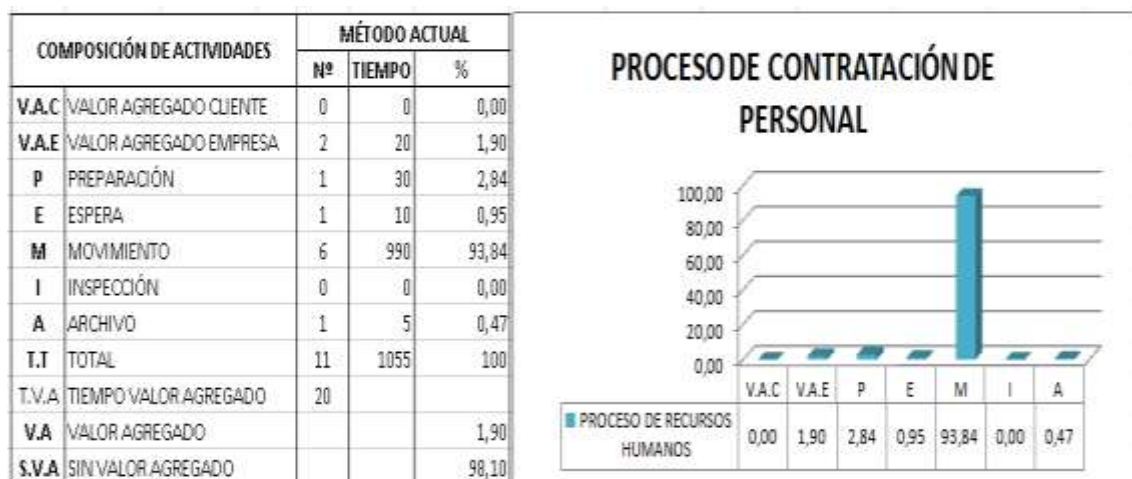 COMPOSICIÓN DE ACTIVIDADES MÉTODO ACTUAL
Nº TIEMPO %
V.A.C VALOR AGREGADO CLIENTE 0 0 0,00
V.A.E VALOR AGREGADO EMPRESA 2 20 1,90
P PREPARACIÓN 1 30 2,84
E ESPERA 1 10 0,95
M MOVIMIENTO 6 990 93,84
I INSPECCIÓN 0 0 0,00
A ARCHIVO 1 5 0,47
T.T TOTAL 11 1055 100
T.V.A TIEMPO VALOR AGREGADO 20
V.A VALOR AGREGADO 1,90
S.V.A SIN VALOR AGREGADO 98,10
PROCESO DE CONTRATACIÓN DE
PERSONAL
100,00
80,00
60,00
40,00
20,00
0,00
V.A.C V.A.E P E M I A
PROCESO DE RECURSOS
HUMANOS
0,00 1,90 2,84 0,95 93,84 0,00 0,47